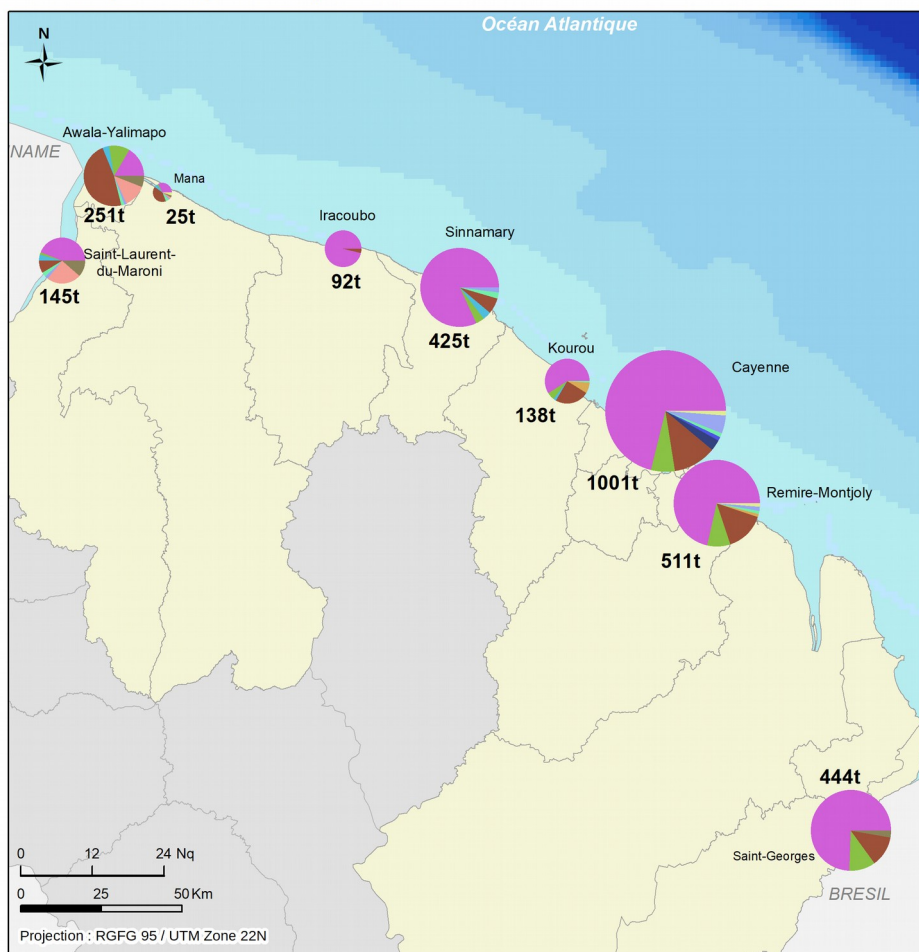 Océan Atlantique
N
Awala-Yalimapo
NAME
Mana
251t
25t
Iracoubo
Sinnamary
Saint-Laurent-
du-Maroni
92t
145t
425t
Kourou
Cayenne
138t
1001t
Remire-Montjoly
511t
444t
Saint-Georges
BRESIL
0 12 24 Nq
0 25 50 Km
Projection : RGFG 95 / UTM Zone 22N